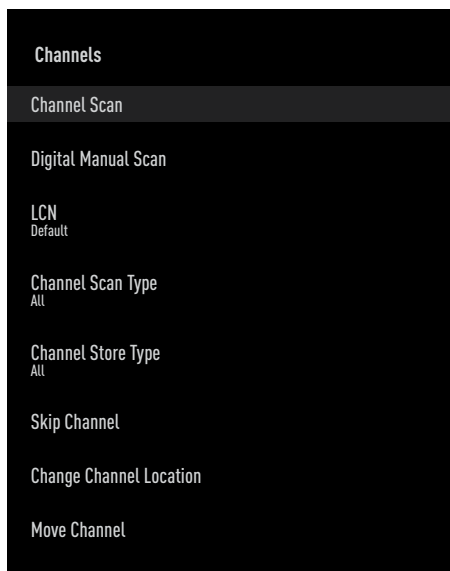 Channels
Channel Scan
Digital Manual Scan
LCN
Default
Channel Scan Type
All
Channel Store Type
All
Skip Channel
Change Channel Location
Move Channel